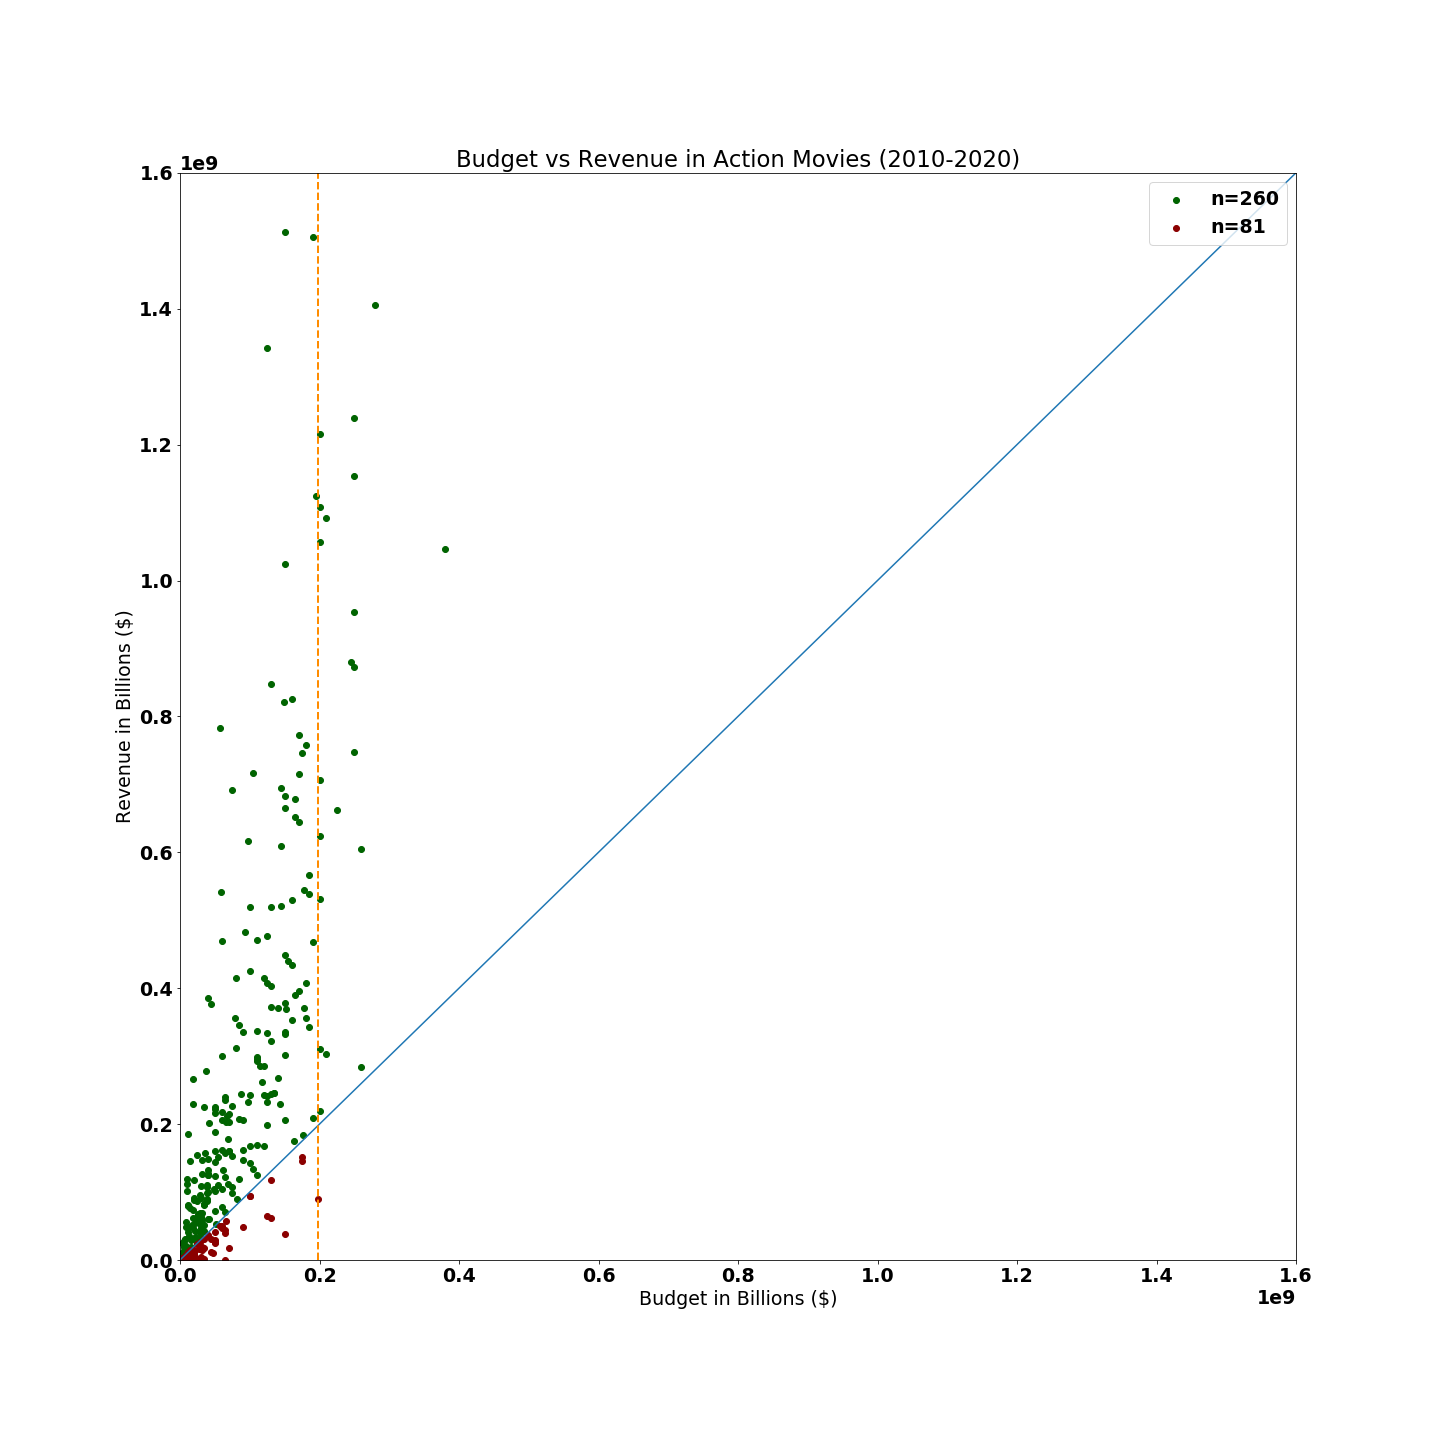 Budget vs Revenue in Action Movies (2010-2020)
1e9
1.6
n=260
n=81
1.4
1.2
1.0
0.8
0.6
0.4
0.2
0.0
Revenue in Billions ($)
0.0 0.2 0.4 0.6 0.8 1.0 1.2 1.4 1.6
Budget in Billions ($)
1e9